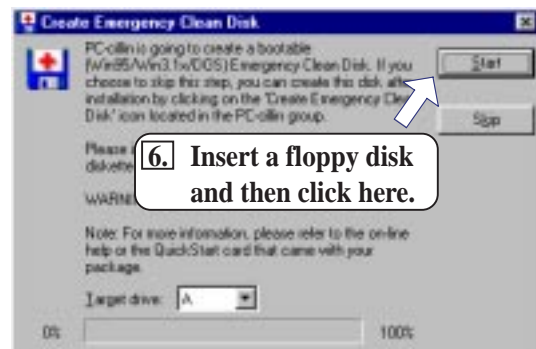 Create Emergency Clean Disk
PC-cillin is going to create a bootable
(Win95/Win3.1x/DOS) Emergency Clean Disk. If you
choose to skip this step, you can create this disk after
installation by clicking on the 'Create Emergency Clean
Disk' icon located in the PC-cillin group.
Start
Skip
Please
diskette
6. Insert a floppy disk
and then click here.
Note: For more information, please refer to the on-line
help or the QuickStart card that came with your
package.
Target drive: A
0% 100%